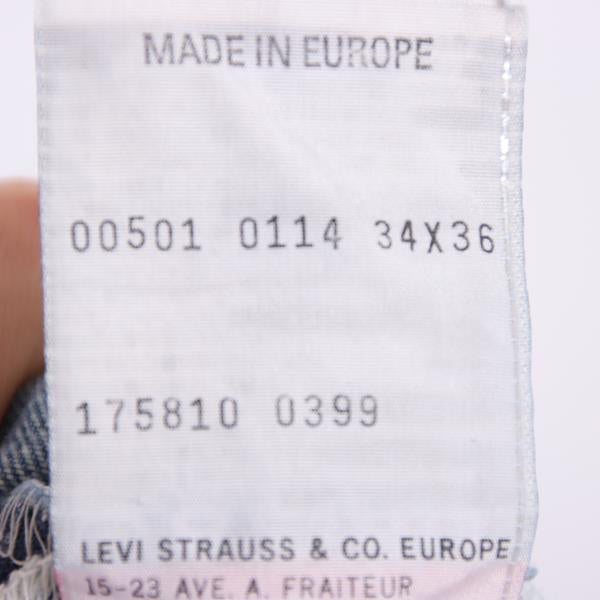 MADE IN EUROPE
00501 0114 34X36
175810 0399
LEVI STRAUSS & CO. EUROPE
15-23 AVE. A. FRAITEUR